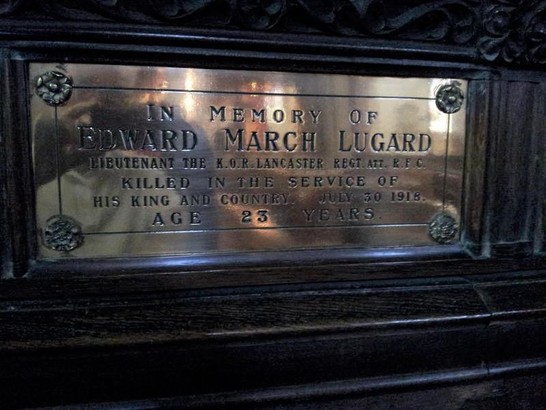 IN MEMORY OF
EDWARD MARCH LUGARD
LIEUTENANT THE K.O.R. LANCASTER REGT. ATT. R.F.C.
KILLED IN THE SERVICE OF
HIS KING AND COUNTRY. JULY 30 1918.
AGE 23 YEARS.